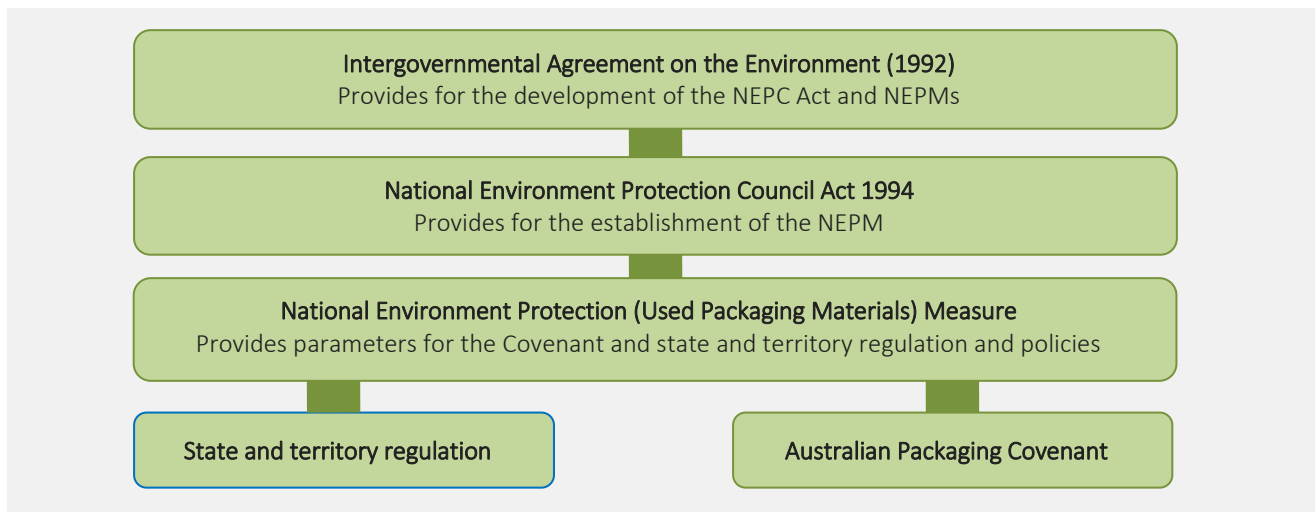 Intergovernmental Agreement on the Environment (1992)
Provides for the development of the NEPC Act and NEPMs
National Environment Protection Council Act 1994
Provides for the establishment of the NEPM
National Environment Protection (Used Packaging Materials) Measure
Provides parameters for the Covenant and state and territory regulation and policies
State and territory regulation
Australian Packaging Covenant